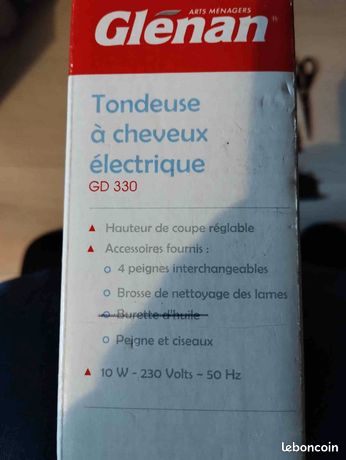 ARTS MÉNAGERS
Glénan®
Tondeuse
à cheveux
électrique
GD 330
Hauteur de coupe réglable
Accessoires fournis :
4 peignes interchangeables
Brosse de nettoyage des lames
Burette d'huile
Peigne et ciseaux
10 W - 230 Volts ~ 50 Hz
leboncoin